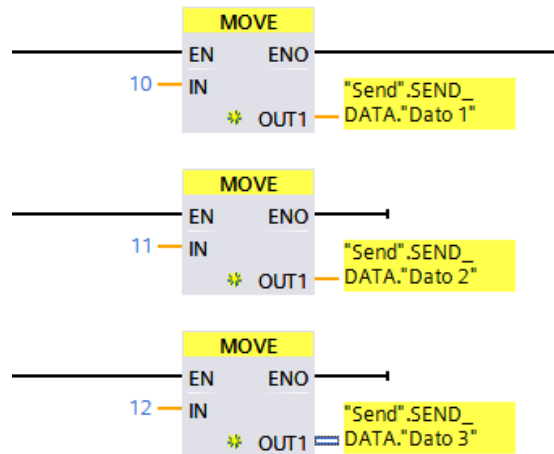 MOVE
EN ENO
10 IN
"Send".SEND_
OUT1 DATA."Dato 1"
MOVE
EN ENO
11 IN
"Send".SEND_
OUT1 DATA."Dato 2"
MOVE
EN ENO
12 IN
"Send".SEND_
OUT1 DATA."Dato 3"